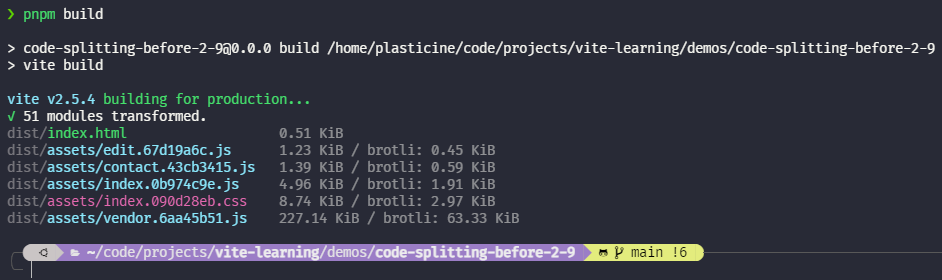 ❯ pnpm build
> code-splitting-before-2-9@0.0.0 build /home/plasticine/code/projects/vite-learning/demos/code-splitting-before-2-9
> vite build
vite v2.5.4 building for production...
✓ 51 modules transformed.
dist/index.html 0.51 KiB
dist/assets/edit.67d19a6c.js 1.23 KiB / brotli: 0.45 KiB
dist/assets/contact.43cb3415.js 1.39 KiB / brotli: 0.59 KiB
dist/assets/index.0b974c9e.js 4.96 KiB / brotli: 1.91 KiB
dist/assets/index.090d28eb.css 8.74 KiB / brotli: 2.97 KiB
dist/assets/vendor.6aa45b51.js 227.14 KiB / brotli: 63.33 KiB
~/code/projects/vite-learning/demos/code-splitting-before-2-9 main !6